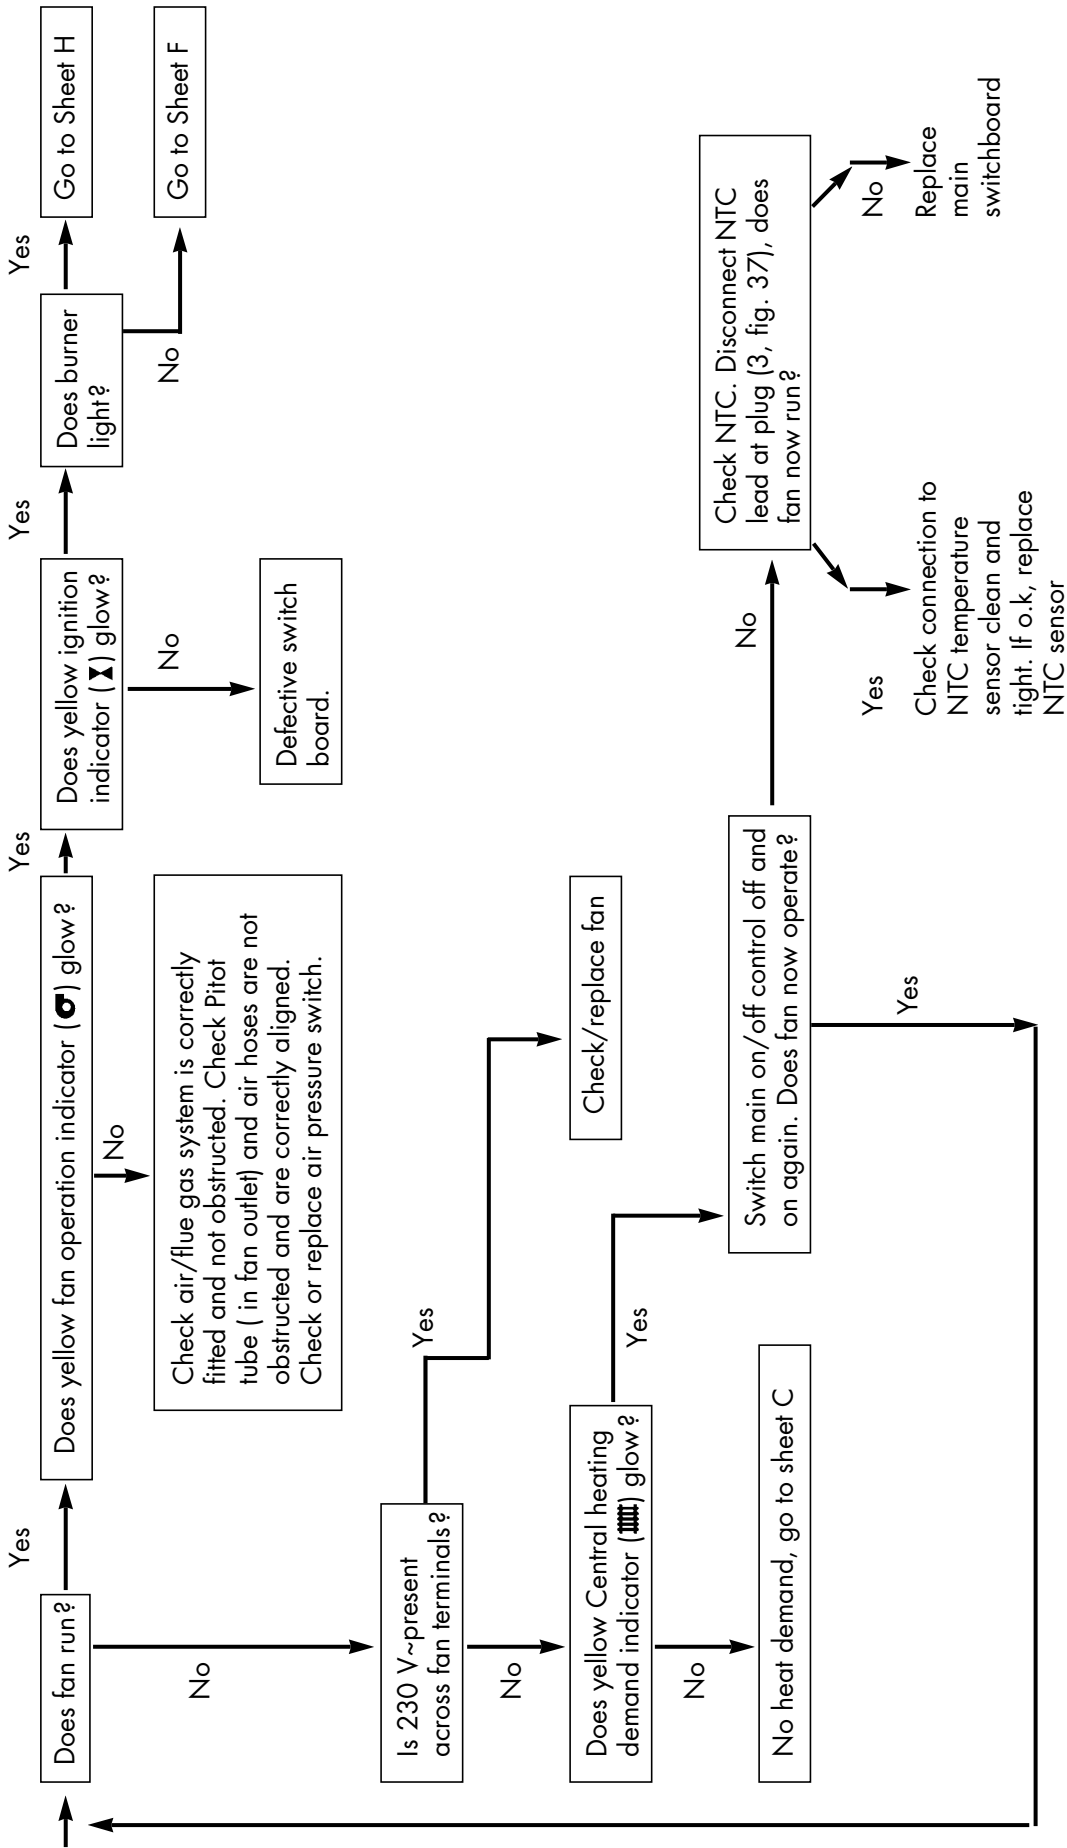 Does fan run?
Yes
Does yellow fan operation indicator ( ) glow?
Yes
Does yellow ignition
indicator ( ) glow?
Yes
Does burner
light?
Yes
Go to Sheet H
No
Go to Sheet F
No
Defective switch
board.
No
Check air/flue gas system is correctly
fitted and not obstructed. Check Pitot
tube ( in fan outlet) and air hoses are not
obstructed and are correctly aligned.
Check or replace air pressure switch.
No
Is 230 V~present
across fan terminals?
Yes
Check/replace fan
No
Does yellow Central heating
demand indicator ( ) glow?
Yes
No
No heat demand, go to sheet C
Switch main on/off control off and
on again. Does fan now operate?
Yes
No
Check NTC. Disconnect NTC
lead at plug (3, fig. 37), does
fan now run?
Yes
Check connection to
NTC temperature
sensor clean and
tight. If o.k, replace
NTC sensor
No
Replace
main
switchboard